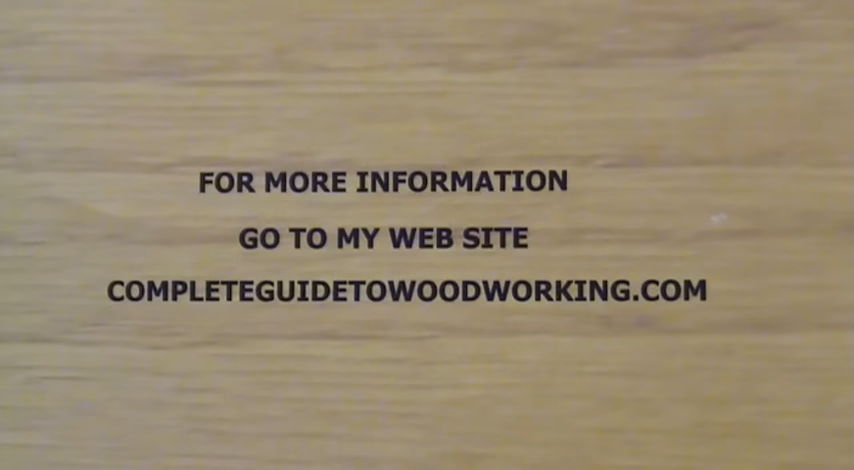 FOR MORE INFORMATION
GO TO MY WEB SITE
COMPLETEGUIDETOWOODWORKING.COM